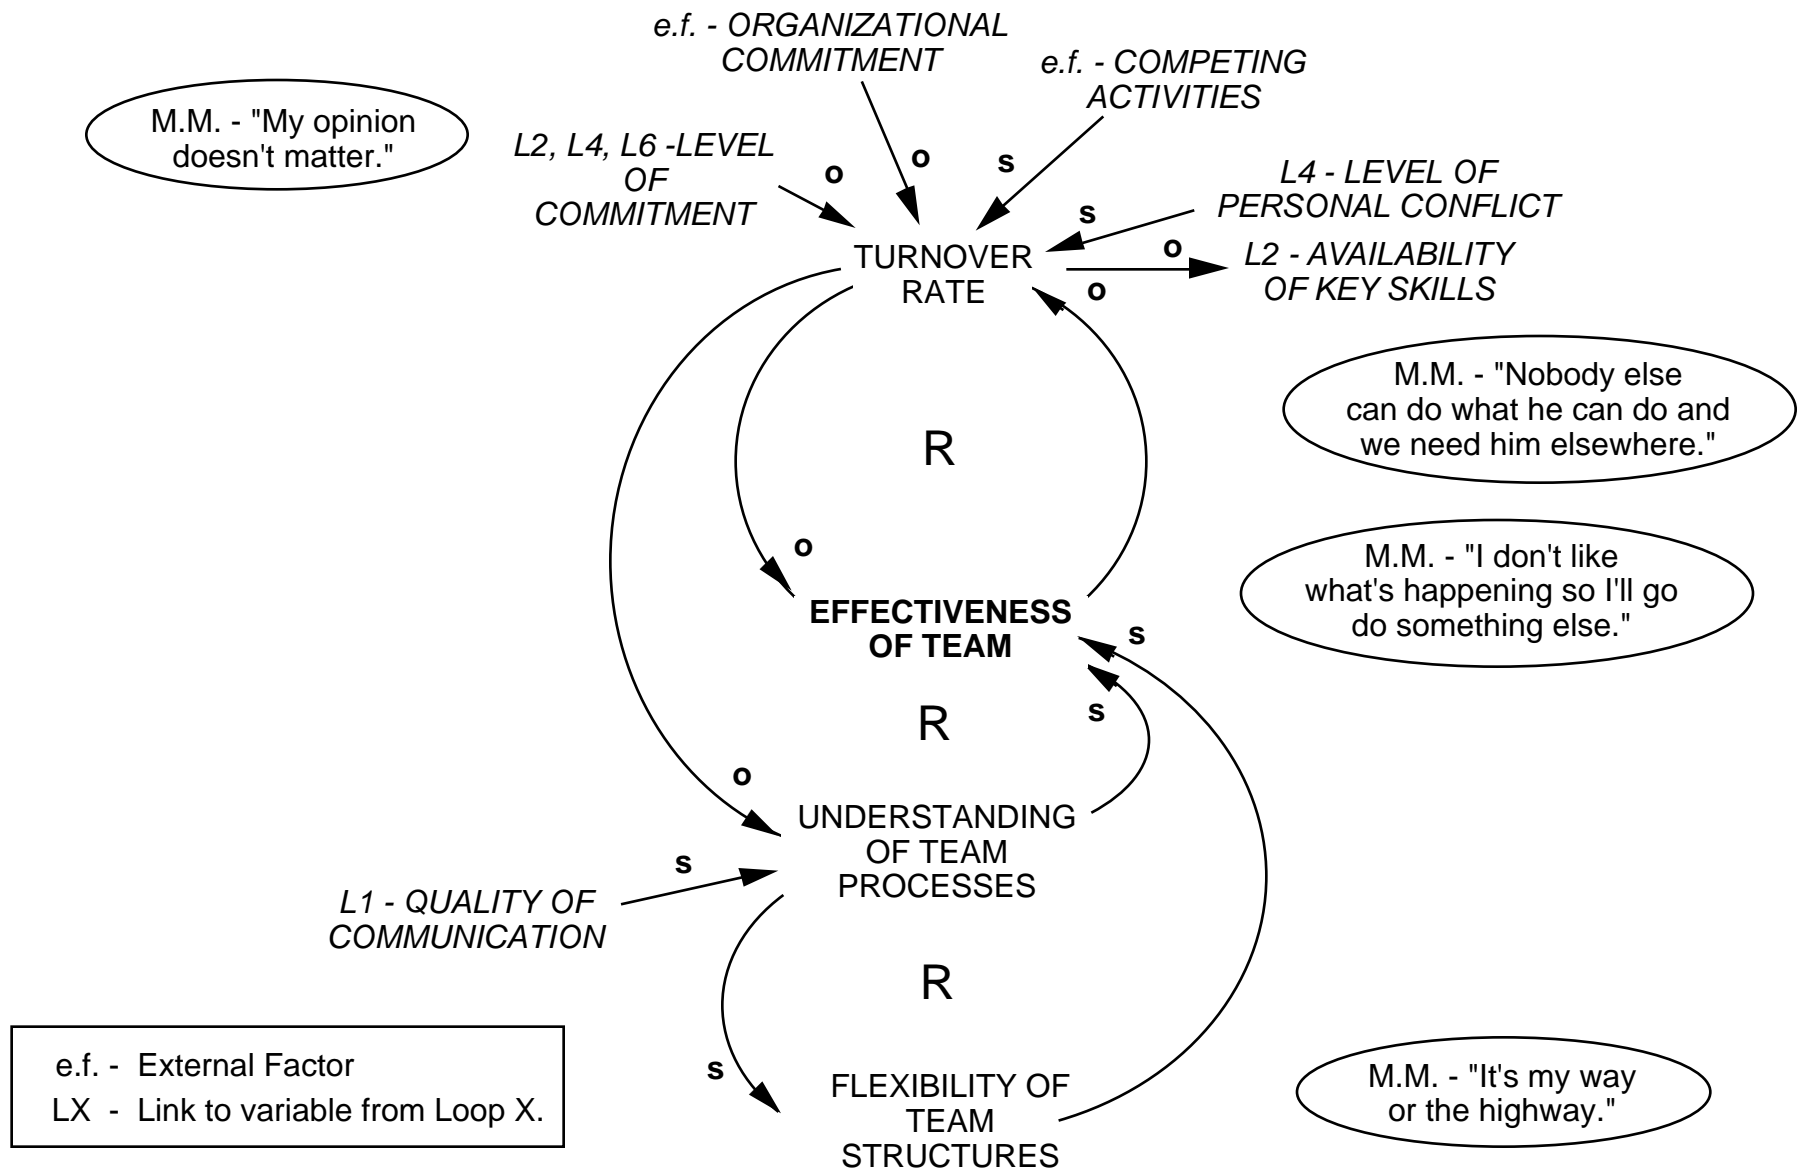 e.f. - ORGANIZATIONAL
COMMITMENT
e.f. - COMPETING
ACTIVITIES
M.M. - "My opinion
doesn't matter."
L2, L4, L6 -LEVEL
OF
COMMITMENT
o
o
s
L4 - LEVEL OF
PERSONAL CONFLICT
s
TURNOVER
RATE
o
L2 - AVAILABILITY
OF KEY SKILLS
o
M.M. - "Nobody else
can do what he can do and
we need him elsewhere."
R
o
M.M. - "I don't like
what's happening so I'll go
do something else."
EFFECTIVENESS
OF TEAM
s
R
s
o
UNDERSTANDING
OF TEAM
PROCESSES
s
L1 - QUALITY OF
COMMUNICATION
R
s
FLEXIBILITY OF
TEAM
STRUCTURES
e.f. - External Factor
LX - Link to variable from Loop X.
M.M. - "It's my way
or the highway."